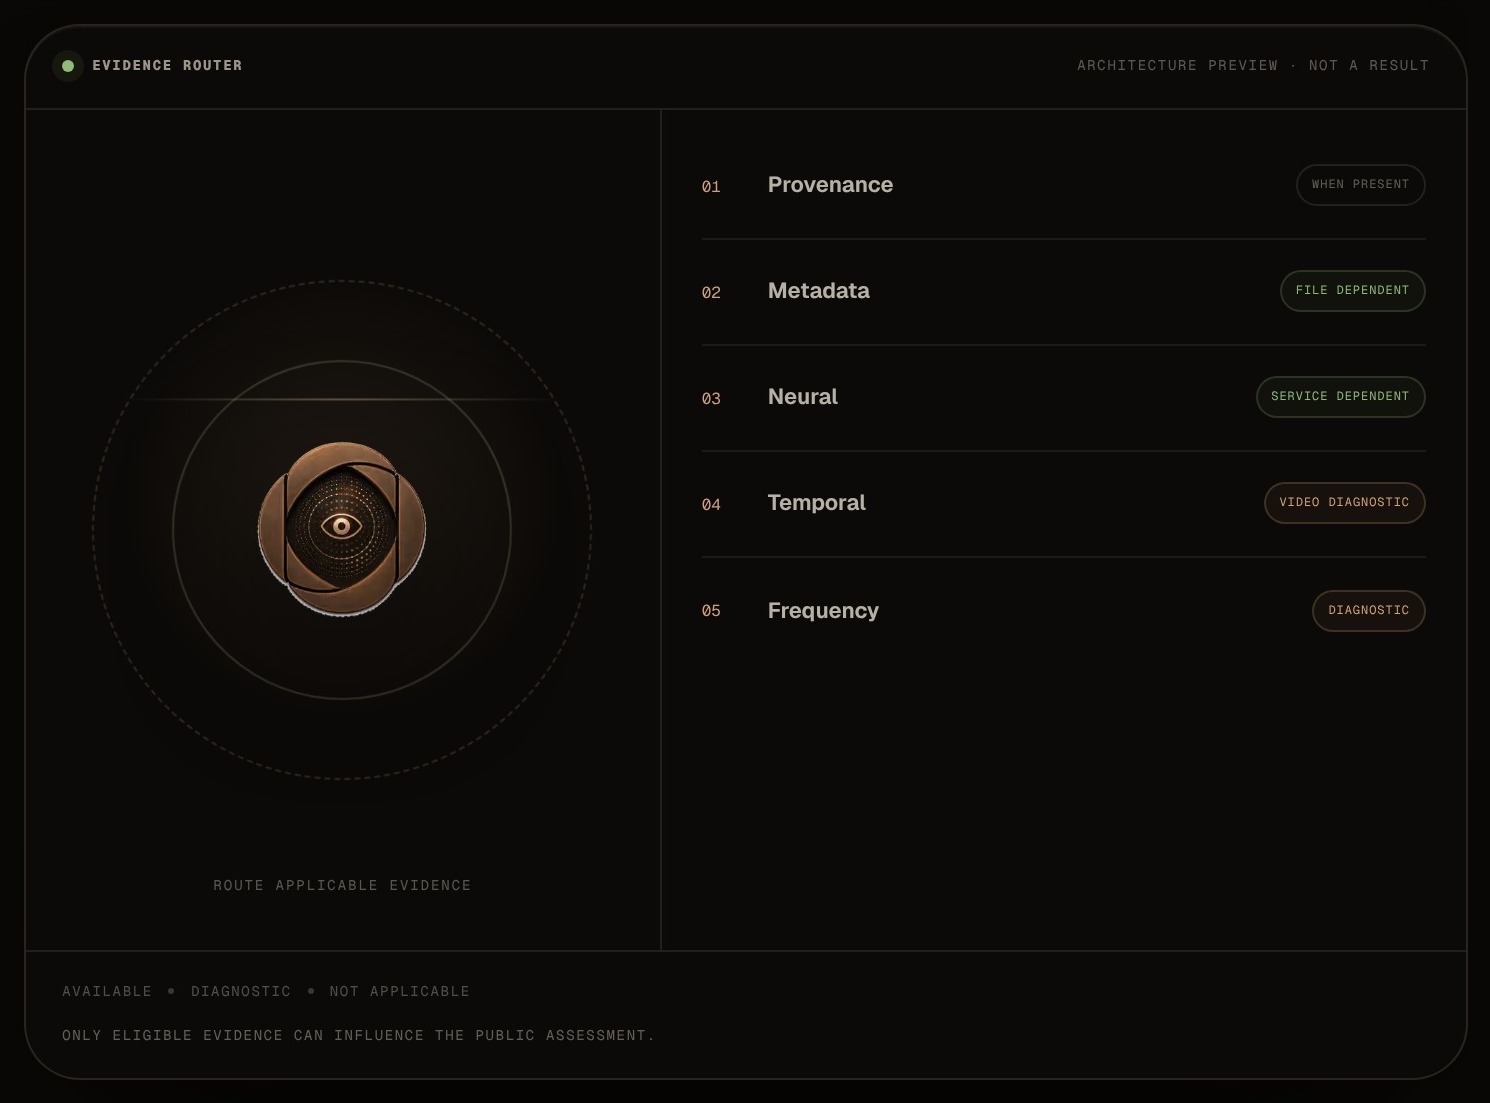 EVIDENCE ROUTER
ARCHITECTURE PREVIEW · NOT A RESULT
01 Provenance WHEN PRESENT
02 Metadata FILE DEPENDENT
03 Neural SERVICE DEPENDENT
04 Temporal VIDEO DIAGNOSTIC
05 Frequency DIAGNOSTIC
ROUTE APPLICABLE EVIDENCE
AVAILABLE • DIAGNOSTIC • NOT APPLICABLE
ONLY ELIGIBLE EVIDENCE CAN INFLUENCE THE PUBLIC ASSESSMENT.